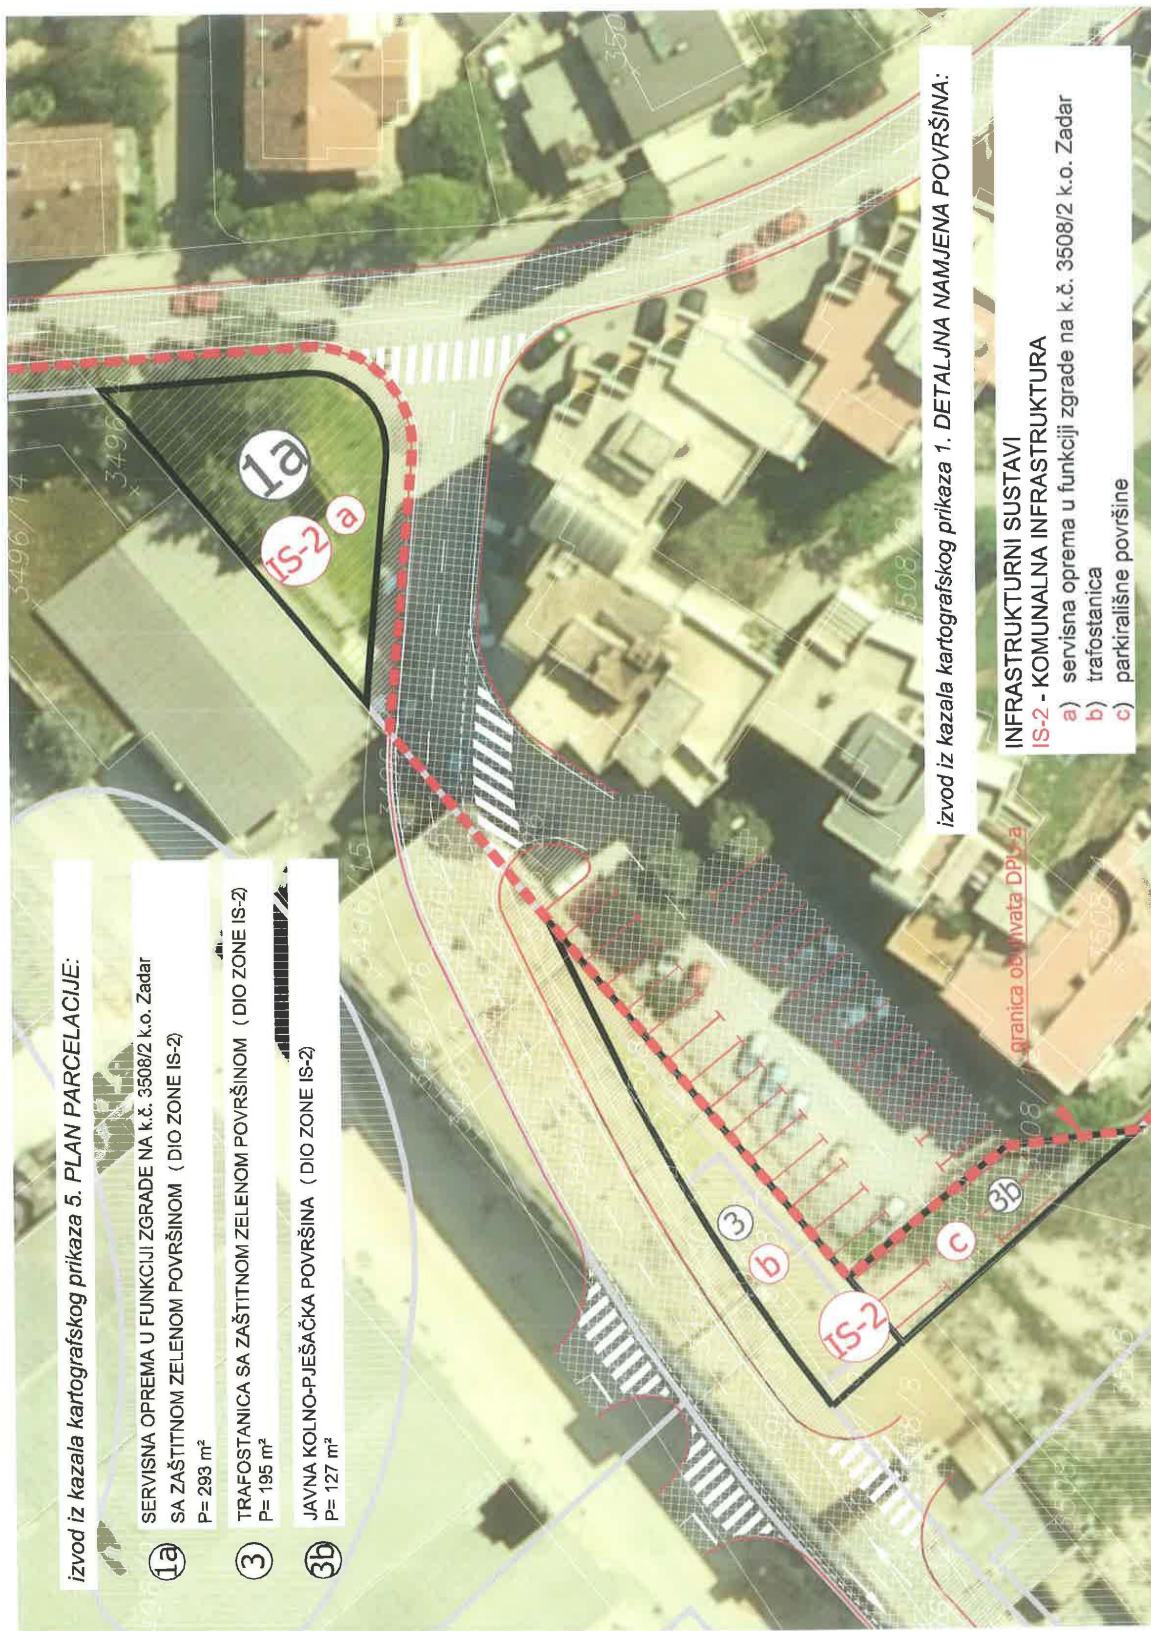 izvod iz kazala kartografskog prikaza 5. PLAN PARCELACIJE:
1a
SERVISNA OPREMA U FUNKCIJI ZGRADE NA k.č. 3508/2 k.o. Zadar
SA ZAŠTITNOM ZELENOM POVRŠINOM ( DIO ZONE IS-2)
P= 293 m²
3
TRAFOSTANICA SA ZAŠTITNOM ZELENOM POVRŠINOM ( DIO ZONE IS-2)
P= 195 m²
3b
JAVNA KOLNO-PJEŠAČKA POVRŠINA ( DIO ZONE IS-2)
P= 127 m²
3496/14
3496
1a
IS-2
a
3
b
IS-2
c
3b
granica obuhvata DPU-a
izvod iz kazala kartografskog prikaza 1. DETALJNA NAMJENA POVRŠINA:
INFRASTRUKTURNI SUSTAVI
IS-2 - KOMUNALNA INFRASTRUKTURA
a) servisna oprema u funkciji zgrade na k.č. 3508/2 k.o. Zadar
b) trafostanica
c) parkirališne površine